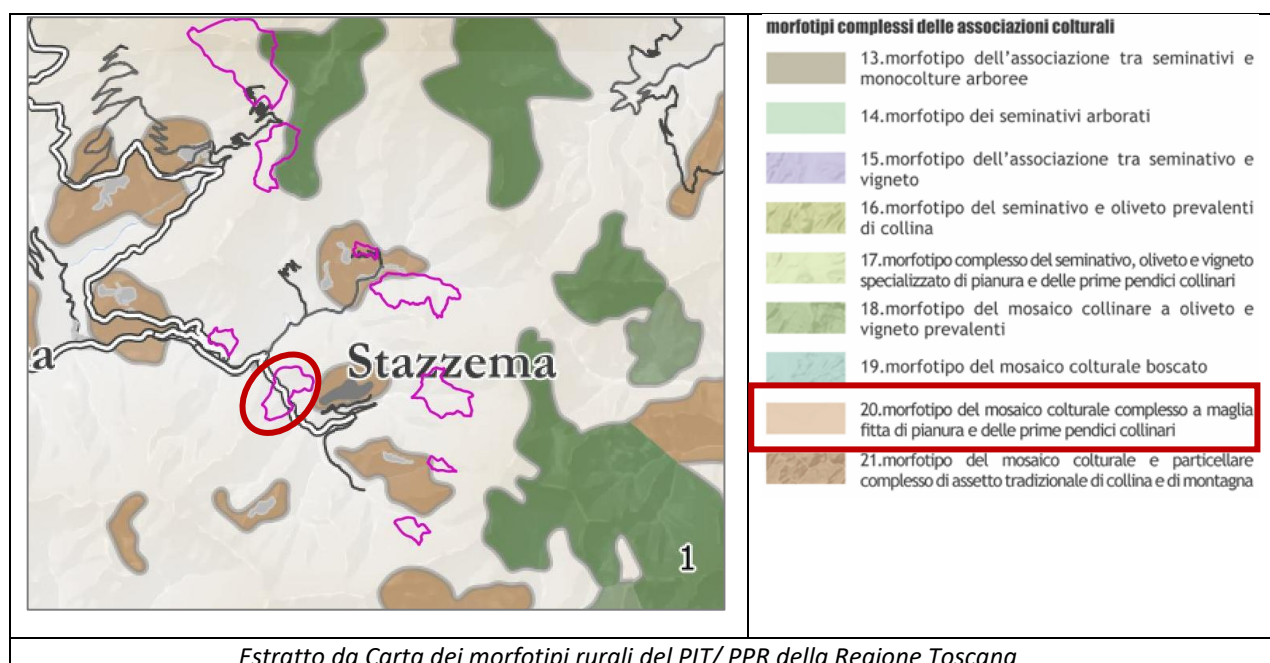 Stazzema
a
1
morfotipi complessi delle associazioni colturali
13.morfotipo dell'associazione tra seminativi e
monocolture arboree
14.morfotipo dei seminativi arborati
15.morfotipo dell'associazione tra seminativo e
vigneto
16.morfotipo del seminativo e oliveto prevalenti
di collina
17.morfotipo complesso del seminativo, oliveto e vigneto
specializzato di pianura e delle prime pendici collinari
18.morfotipo del mosaico collinare a oliveto e
vigneto prevalenti
19.morfotipo del mosaico colturale boscato
20.morfotipo del mosaico colturale complesso a maglia
fitta di pianura e delle prime pendici collinari
21.morfotipo del mosaico colturale e particellare
complesso di assetto tradizionale di collina e di montagna
Estratto da Carta dei morfotipi rurali del PIT/ PPR della Regione Toscana